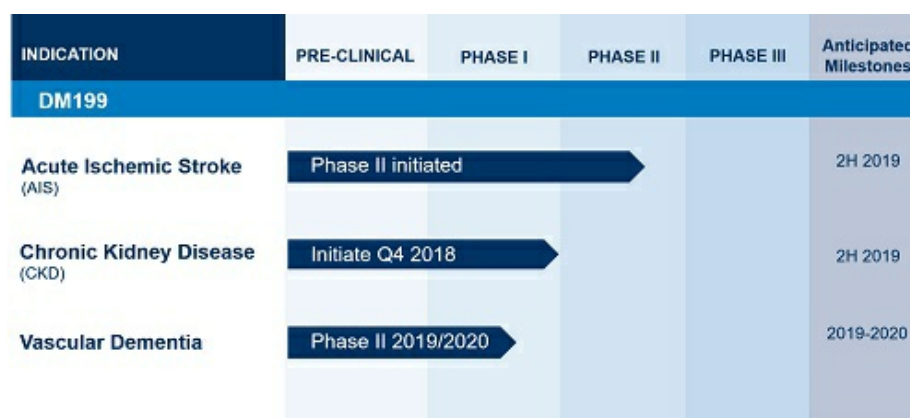 INDICATION PRE-CLINICAL PHASE I PHASE II PHASE III Anticipated
Milestones
DM199
Acute Ischemic Stroke Phase II initiated 2H 2019
(AIS)
Chronic Kidney Disease Initiate Q4 2018 2H 2019
(CKD)
Vascular Dementia Phase II 2019/2020 2019-2020